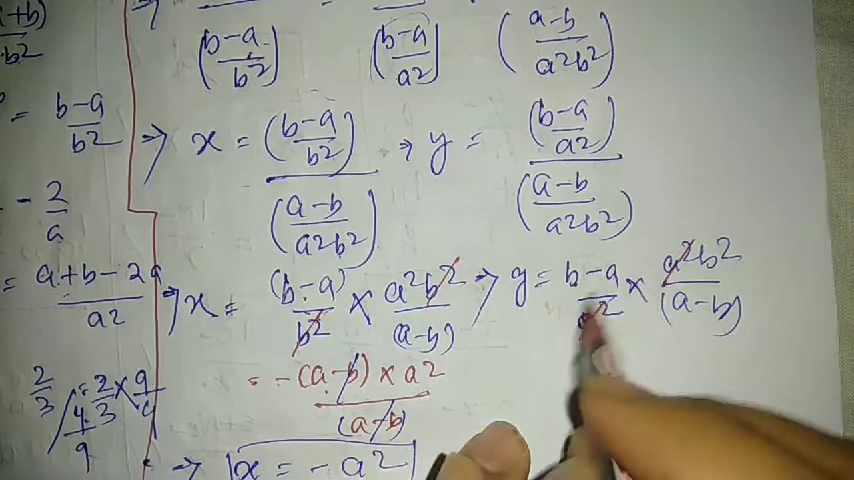 a+b)/b2
(b-a/b2) (b-a/a2) (a-b/a2b2)
= b-a/b2 → x = (b-a/b2)/(a-b/a2b2) → y = (b-a/a2)/(a-b/a2b2)
- 2/a
= a+b-2a/a2 → x = (b-a)/b2 × a2b2/(a-b) → y = b-a/a2 × a2b2/(a-b)
= -(a-b)×a2/(a-b)
2/3 / 4/9 = 2/3 × 9/4
→ x = -a2